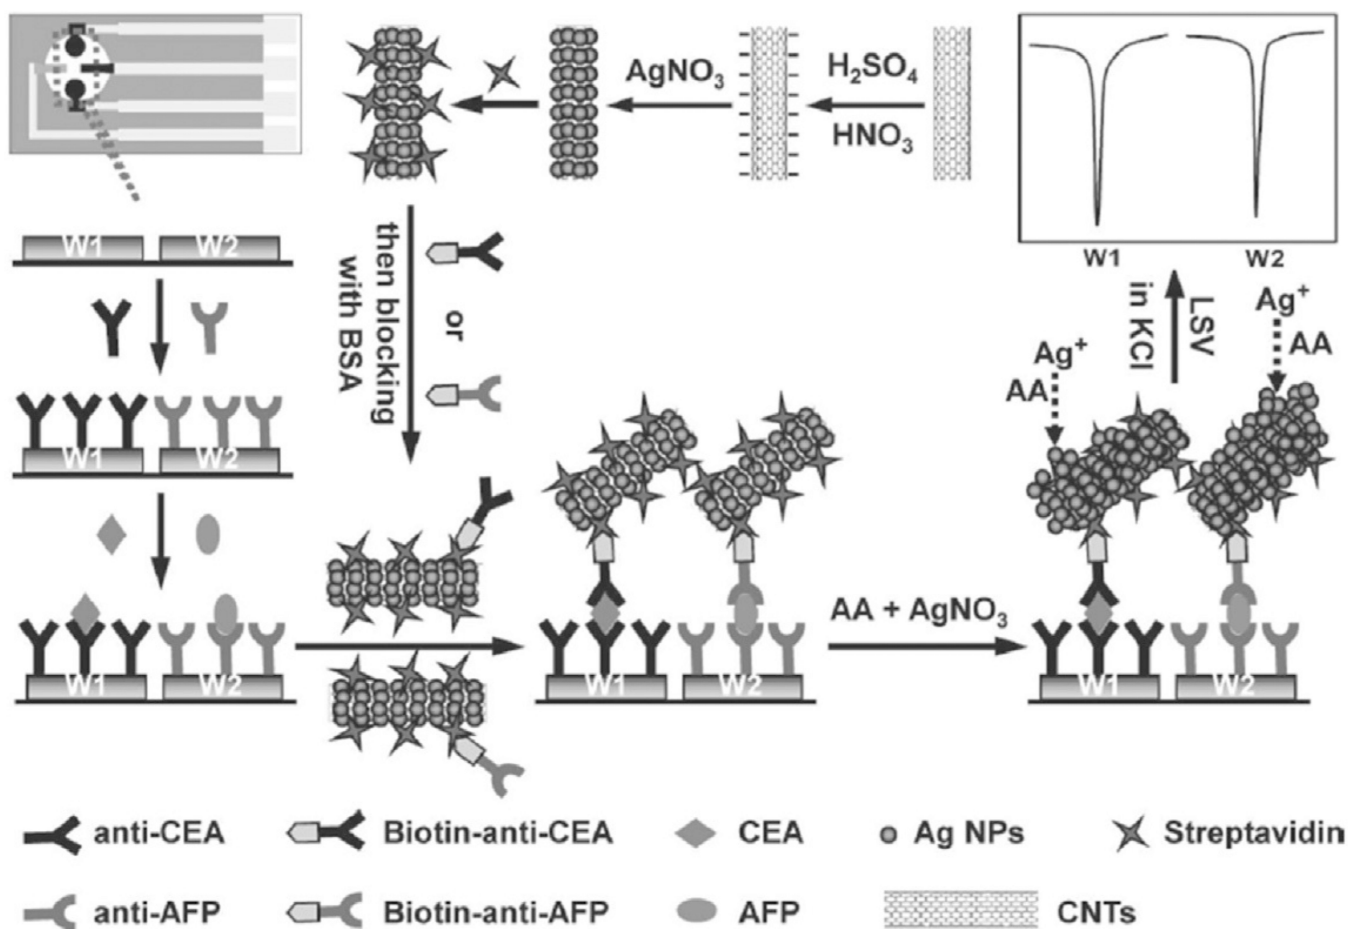 AgNO3
H2SO4
HNO3
W1 W2
W1 W2
then blocking
with BSA
or
LSV
in KCl
Ag+
AA
Ag+
AA
W1 W2
W1 W2
AA + AgNO3
W1 W2
W1 W2
anti-CEA
Biotin-anti-CEA
CEA
Ag NPs
Streptavidin
anti-AFP
Biotin-anti-AFP
AFP
CNTs